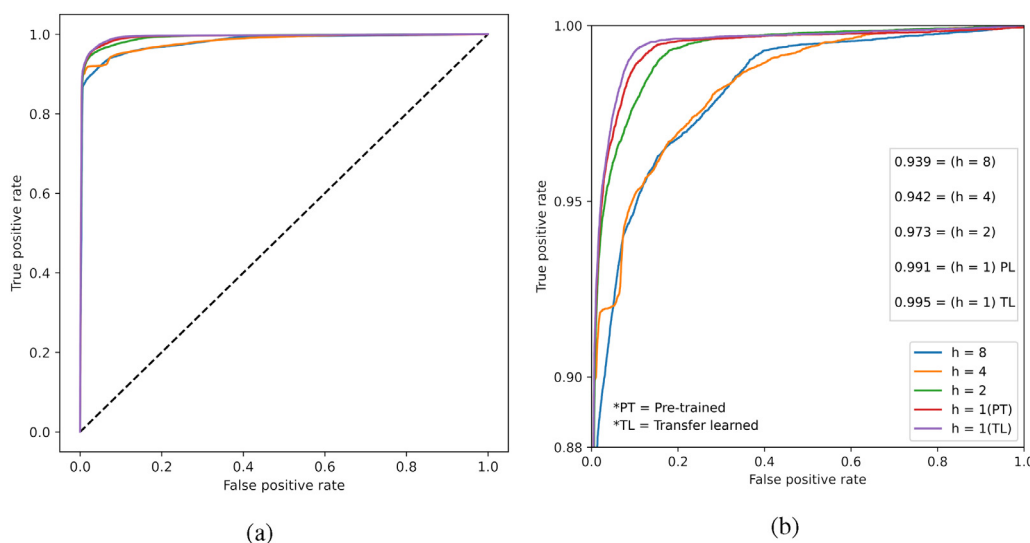 1.0
0.8
0.6
0.4
0.2
0.0
True positive rate
0.0 0.2 0.4 0.6 0.8 1.0
False positive rate
(a)
1.00
0.95
0.90
0.88
True positive rate
0.939 = (h = 8)
0.942 = (h = 4)
0.973 = (h = 2)
0.991 = (h = 1) PL
0.995 = (h = 1) TL
h = 8
h = 4
h = 2
h = 1(PT)
h = 1(TL)
*PT = Pre-trained
*TL = Transfer learned
0.0 0.2 0.4 0.6 0.8 1.0
False positive rate
(b)